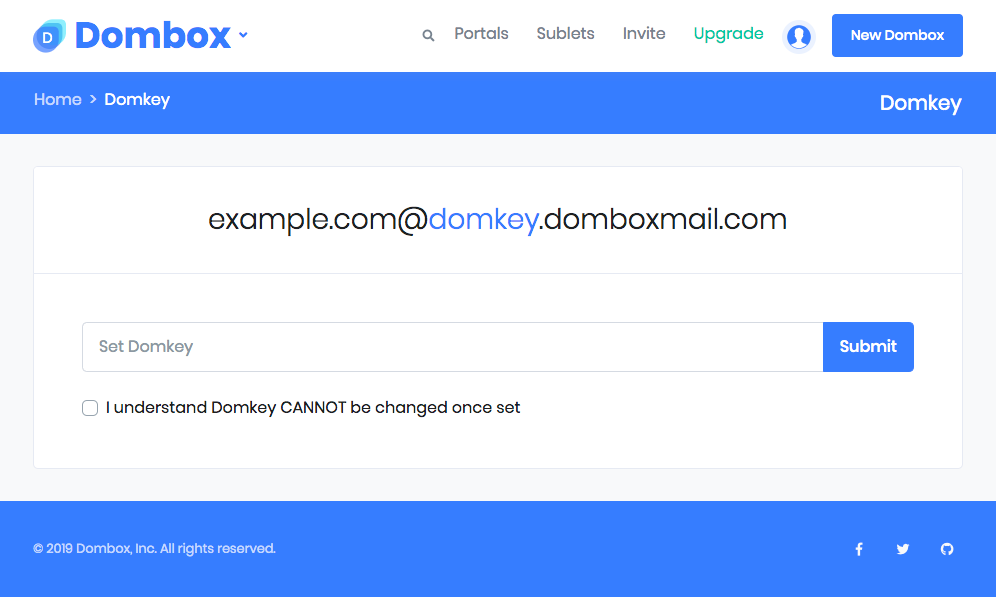 D Dombox
Portals Sublets Invite Upgrade New Dombox
Home > Domkey
Domkey
example.com@domkey.domboxmail.com
Set Domkey Submit
I understand Domkey CANNOT be changed once set
© 2019 Dombox, Inc. All rights reserved.